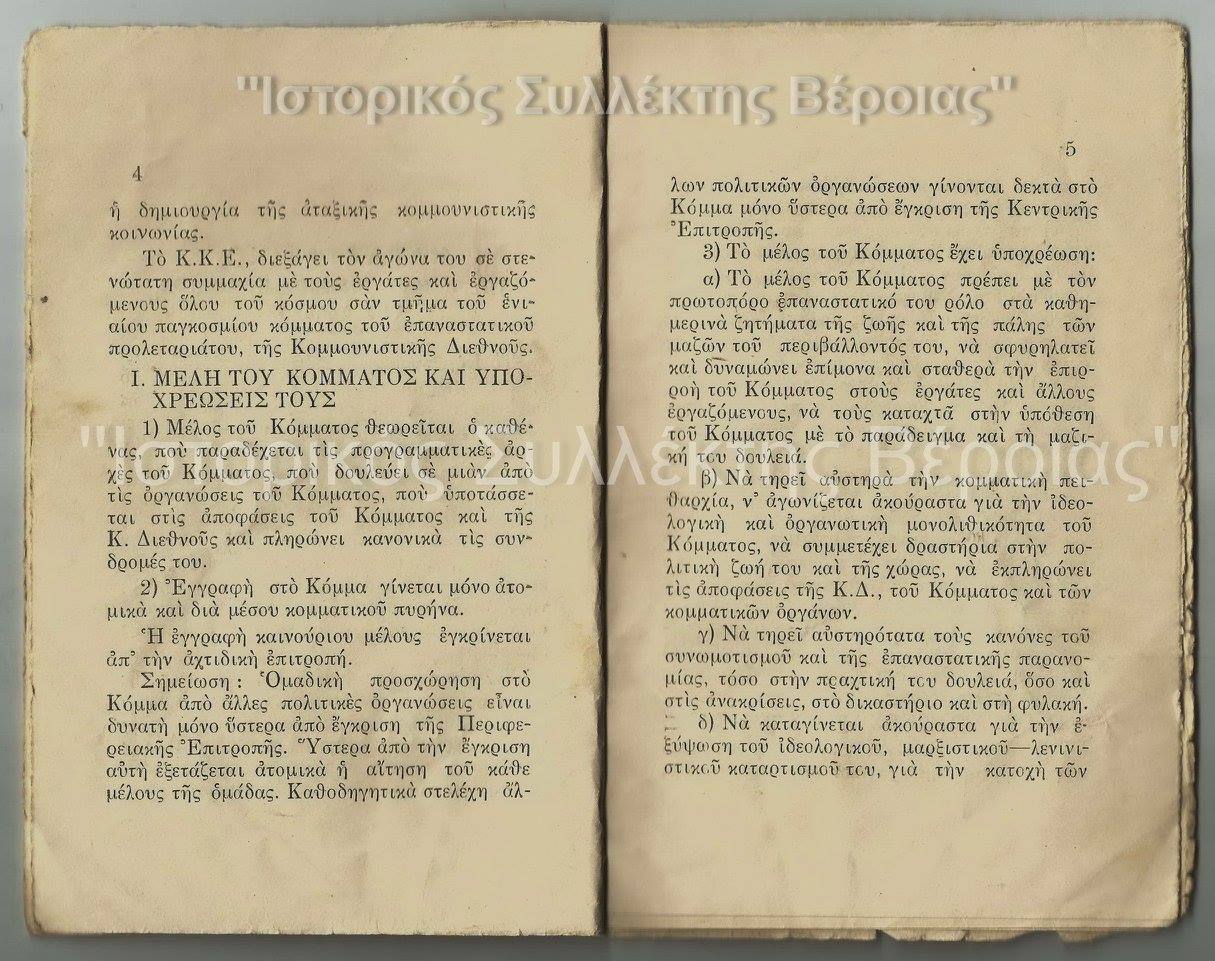 "Ιστορικός Συλλέκτης Βέροιας"
4
ἡ δημιουργία τῆς ἀταξικῆς κομμουνιστικῆς
κοινωνίας.
Τὸ Κ.Κ.Ε., διεξάγει τὸν ἀγώνα του σὲ στε-
νώτατη συμμαχία μὲ τοὺς ἐργάτες καὶ ἐργαζό-
μενους ὅλου τοῦ κόσμου σὰν τμῆμα τοῦ ἑνι-
αίου παγκοσμίου κόμματος τοῦ ἐπαναστατικοῦ
προλεταριάτου, τῆς Κομμουνιστικῆς Διεθνοῦς.
Ι. ΜΕΛΗ ΤΟΥ ΚΟΜΜΑΤΟΣ ΚΑΙ ΥΠΟ-
ΧΡΕΩΣΕΙΣ ΤΟΥΣ
1) Μέλος τοῦ Κόμματος θεωρεῖται ὁ καθέ-
νας, ποὺ παραδέχεται τὶς προγραμματικὲς ἀρ-
χὲς τοῦ Κόμματος, ποὺ δουλεύει σὲ μιὰν ἀπὸ
τὶς ὀργανώσεις τοῦ Κόμματος, ποὺ ὑποτάσσε-
ται στὶς ἀποφάσεις τοῦ Κόμματος καὶ τῆς
Κ. Διεθνοῦς καὶ πληρώνει κανονικὰ τὶς συν-
δρομές του.
2) Ἐγγραφὴ στὸ Κόμμα γίνεται μόνο ἀτο-
μικὰ καὶ διὰ μέσου κομματικοῦ πυρήνα.
Ἡ ἐγγραφὴ καινούριου μέλους ἐγκρίνεται
ἀπ' τὴν ἀχτιδικὴ ἐπιτροπή.
Σημείωση : Ὁμαδικὴ προσχώρηση στὸ
Κόμμα ἀπὸ ἄλλες πολιτικὲς ὀργανώσεις εἶναι
δυνατὴ μόνο ὕστερα ἀπὸ ἔγκριση τῆς Περιφε-
ρειακῆς Ἐπιτροπῆς. Ὕστερα ἀπὸ τὴν ἔγκριση
αὐτὴ ἐξετάζεται ἀτομικὰ ἡ αἴτηση τοῦ κάθε
μέλους τῆς ὁμάδας. Καθοδηγητικὰ στελέχη ἄλ-
5
λων πολιτικῶν ὀργανώσεων γίνονται δεκτὰ στὸ
Κόμμα μόνο ὕστερα ἀπὸ ἔγκριση τῆς Κεντρικῆς
Ἐπιτροπῆς.
3) Τὸ μέλος τοῦ Κόμματος ἔχει ὑποχρέωση:
α) Τὸ μέλος τοῦ Κόμματος πρέπει μὲ τὸν
πρωτοπόρο ἐπαναστατικό του ρόλο στὰ καθη-
μερινὰ ζητήματα τῆς ζωῆς καὶ τῆς πάλης τῶν
μαζῶν τοῦ περιβάλλοντός του, νὰ σφυρηλατεῖ
καὶ δυναμώνει ἐπίμονα καὶ σταθερὰ τὴν ἐπιρ-
ροὴ τοῦ Κόμματος στοὺς ἐργάτες καὶ ἄλλους
ἐργαζόμενους, νὰ τοὺς καταχτᾶ στὴν ὑπόθεση
τοῦ Κόμματος μὲ τὸ παράδειγμα καὶ τὴ μαζι-
κή του δουλειά.
"Ιστορικός Συλλέκτης Βέροιας"
β) Νὰ τηρεῖ αὐστηρὰ τὴν κομματικὴ πει-
θαρχία, ν' ἀγωνίζεται ἀκούραστα γιὰ τὴν ἰδεο-
λογικὴ καὶ ὀργανωτικὴ μονολιθικότητα τοῦ
Κόμματος, νὰ συμμετέχει δραστήρια στὴν πο-
λιτικὴ ζωή του καὶ τῆς χώρας, νὰ ἐκπληρώνει
τὶς ἀποφάσεις τῆς Κ.Δ., τοῦ Κόμματος καὶ τῶν
κομματικῶν ὀργάνων.
γ) Νὰ τηρεῖ αὐστηρότατα τοὺς κανόνες τοῦ
συνωμοτισμοῦ καὶ τῆς ἐπαναστατικῆς παρανο-
μίας, τόσο στὴν πραχτική του δουλειά, ὅσο καὶ
στὶς ἀνακρίσεις, στὸ δικαστήριο καὶ στὴ φυλακή.
δ) Νὰ καταγίνεται ἀκούραστα γιὰ τὴν ἐ-
ξύψωση τοῦ ἰδεολογικοῦ, μαρξιστικοῦ—λενινι-
στικοῦ καταρτισμοῦ του, γιὰ τὴν κατοχὴ τῶν